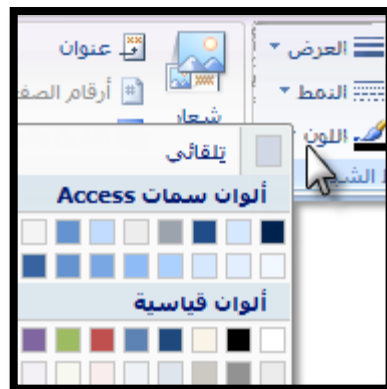 العرض
النمط
اللون
عنوان
أرقام الصف
شعار
تلقائي
ألوان سمات Access
ألوان قياسية